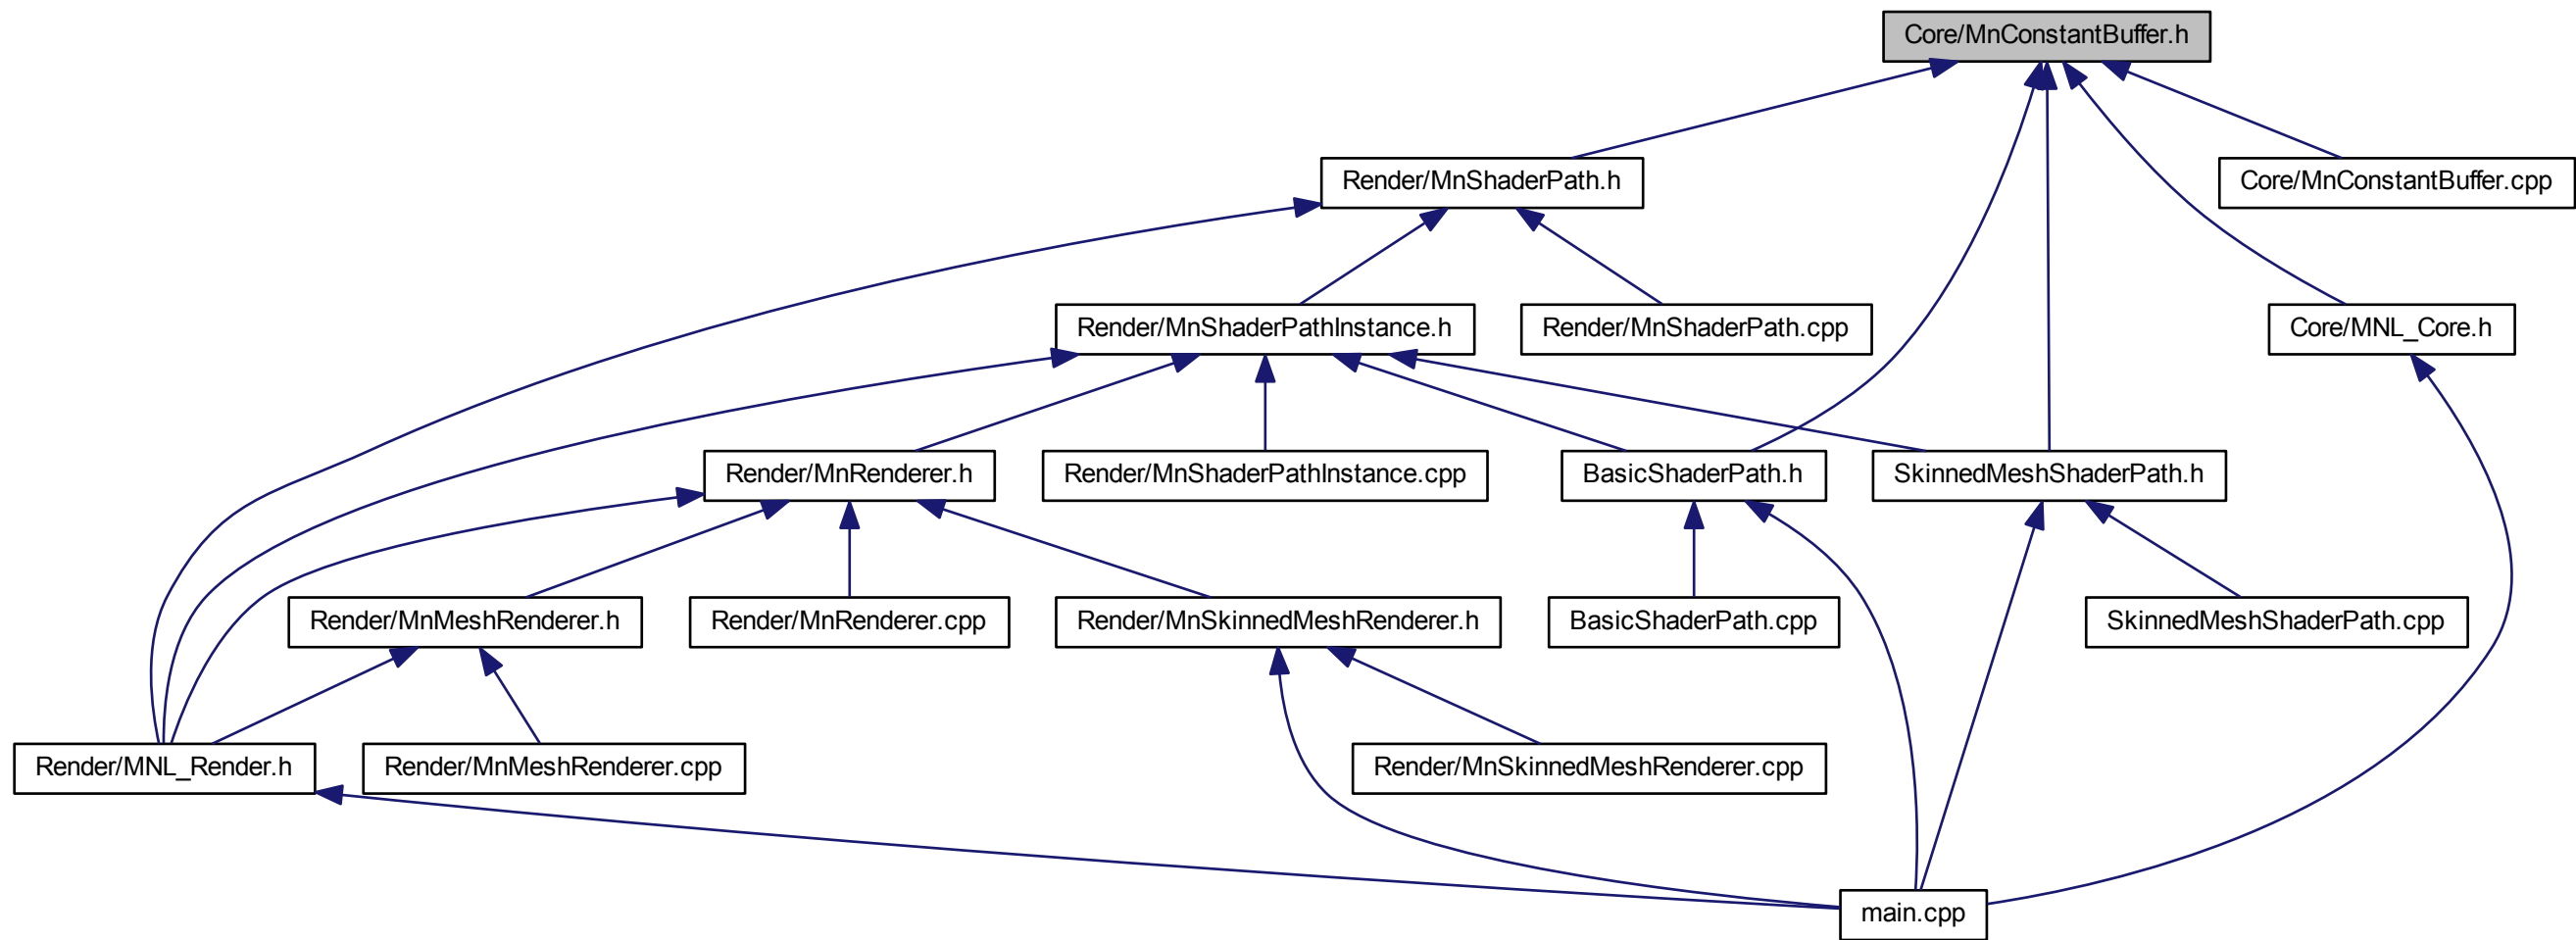 Core/MnConstantBuffer.h
Render/MnShaderPath.h
Core/MnConstantBuffer.cpp
Render/MnShaderPathInstance.h
Render/MnShaderPath.cpp
Core/MNL_Core.h
Render/MnRenderer.h
Render/MnShaderPathInstance.cpp
BasicShaderPath.h
SkinnedMeshShaderPath.h
Render/MnMeshRenderer.h
Render/MnRenderer.cpp
Render/MnSkinnedMeshRenderer.h
BasicShaderPath.cpp
SkinnedMeshShaderPath.cpp
Render/MNL_Render.h
Render/MnMeshRenderer.cpp
Render/MnSkinnedMeshRenderer.cpp
main.cpp